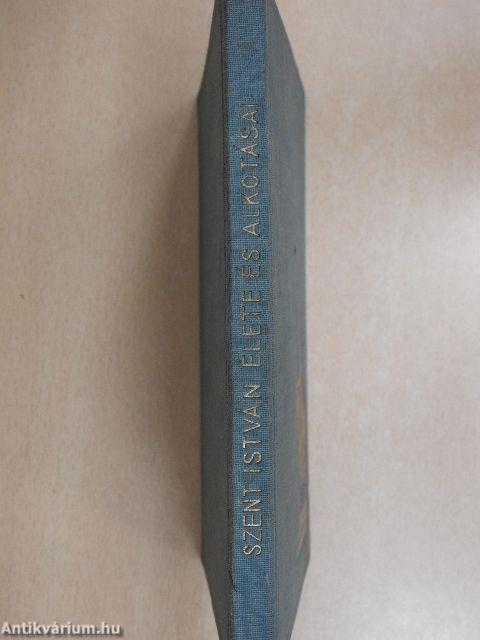 SZENT ISTVÁN ÉLETE ÉS ALKOTÁSAI
Antikvárium.hu